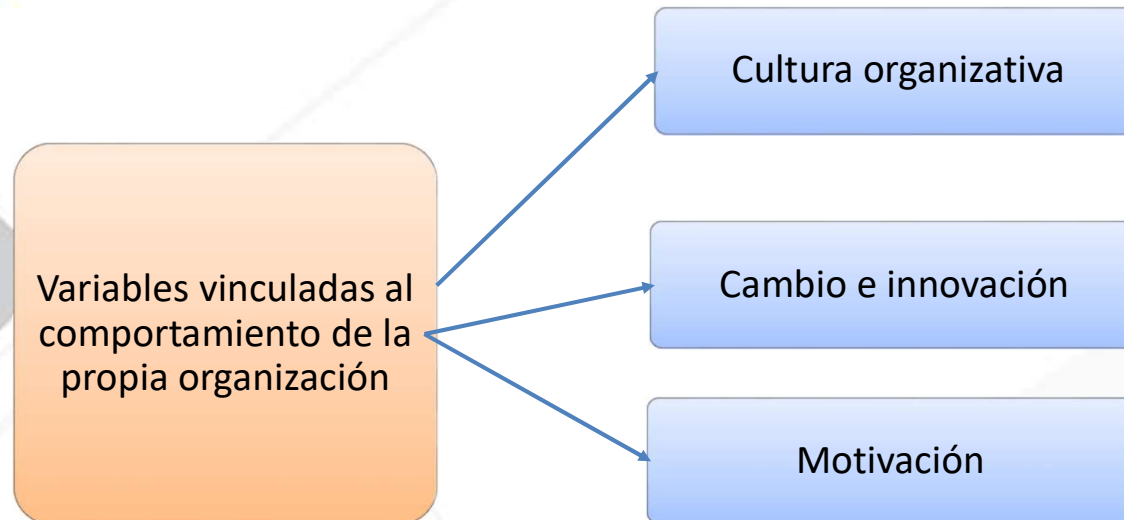 Cultura organizativa
Variables vinculadas al
comportamiento de la
propia organización
Cambio e innovación
Motivación